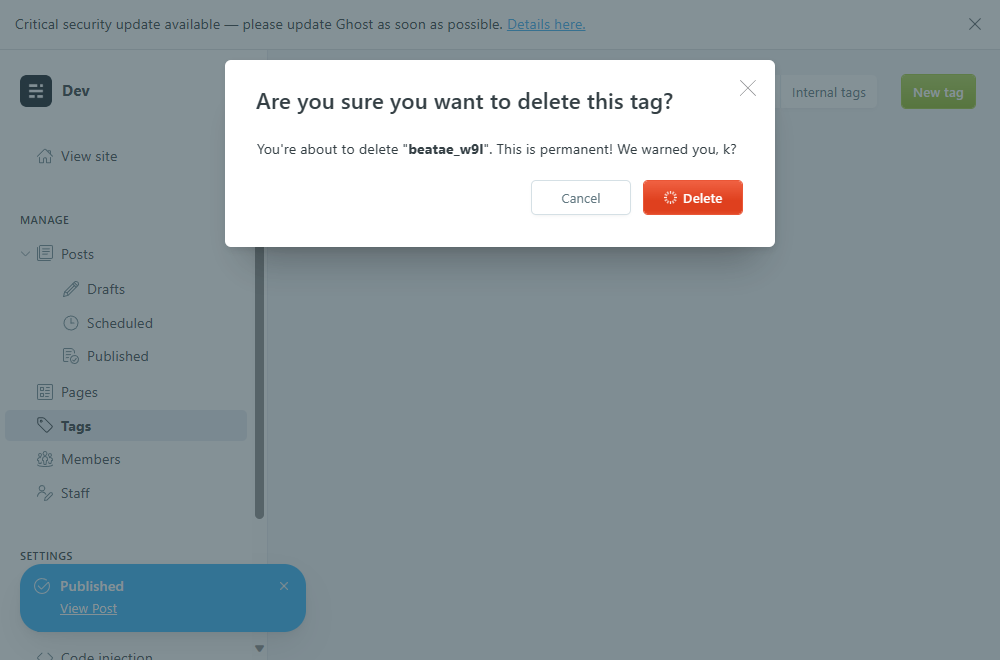 Critical security update available — please update Ghost as soon as possible. Details here.
Dev
Are you sure you want to delete this tag?
Internal tags
New tag
You're about to delete "beatae_w9l". This is permanent! We warned you, k?
View site
Cancel
Delete
MANAGE
Posts
Drafts
Scheduled
Published
Pages
Tags
Members
Staff
SETTINGS
Published
View Post
Code injection